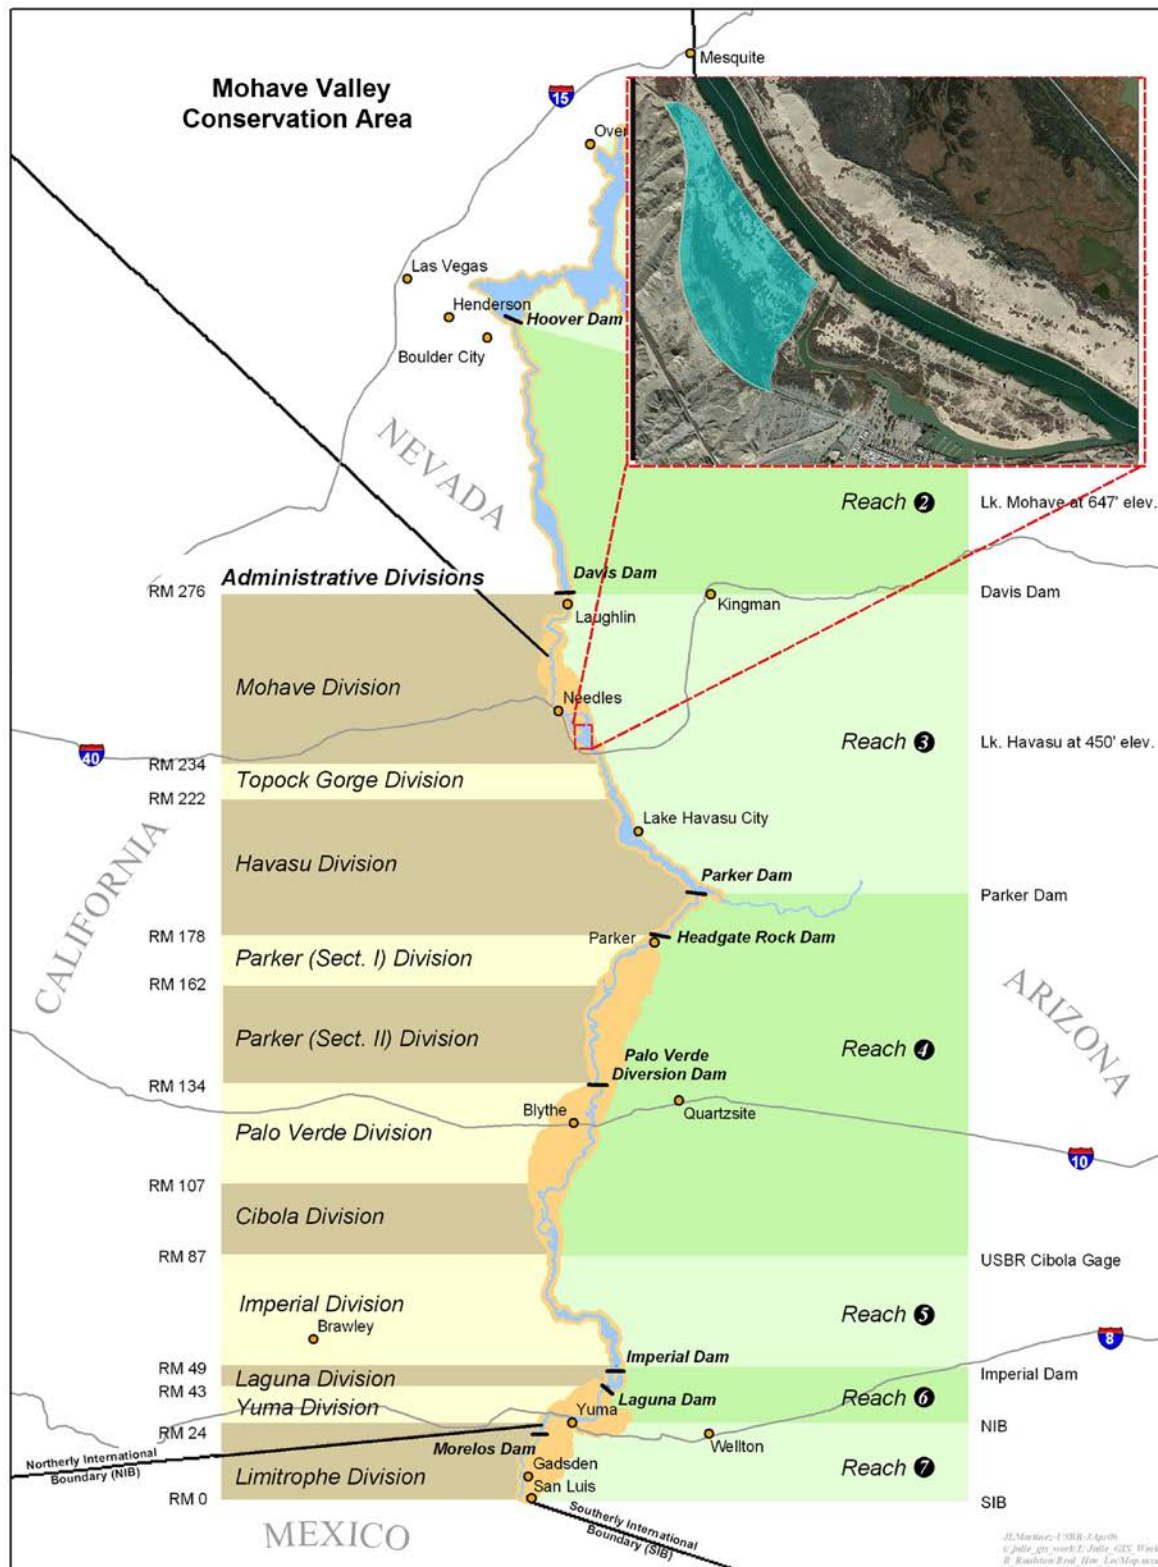 Mohave Valley
Conservation Area
15
Mesquite
Over
Las Vegas
Henderson
Hoover Dam
Boulder City
NEVADA
Reach 2
Lk. Mohave at 647' elev.
Administrative Divisions
Davis Dam
RM 276
Laughlin
Kingman
Davis Dam
Mohave Division
Needles
40
Reach 3
Lk. Havasu at 450' elev.
RM 234
Topock Gorge Division
RM 222
Lake Havasu City
Havasu Division
Parker Dam
Parker Dam
CALIFORNIA
RM 178
Parker
Headgate Rock Dam
Parker (Sect. I) Division
RM 162
ARIZONA
Parker (Sect. II) Division
Reach 4
Palo Verde
Diversion Dam
RM 134
Blythe
Quartzsite
Palo Verde Division
10
RM 107
Cibola Division
RM 87
USBR Cibola Gage
Imperial Division
Reach 5
Brawley
8
Imperial Dam
RM 49
Laguna Division
Imperial Dam
RM 43
Laguna Dam
Reach 6
Yuma Division
Yuma
RM 24
NIB
Morelos Dam
Wellton
Northerly International
Boundary (NIB)
Gadsden
Limitrophe Division
Reach 7
San Luis
RM 0
SIB
Southerly International
Boundary (SIB)
MEXICO